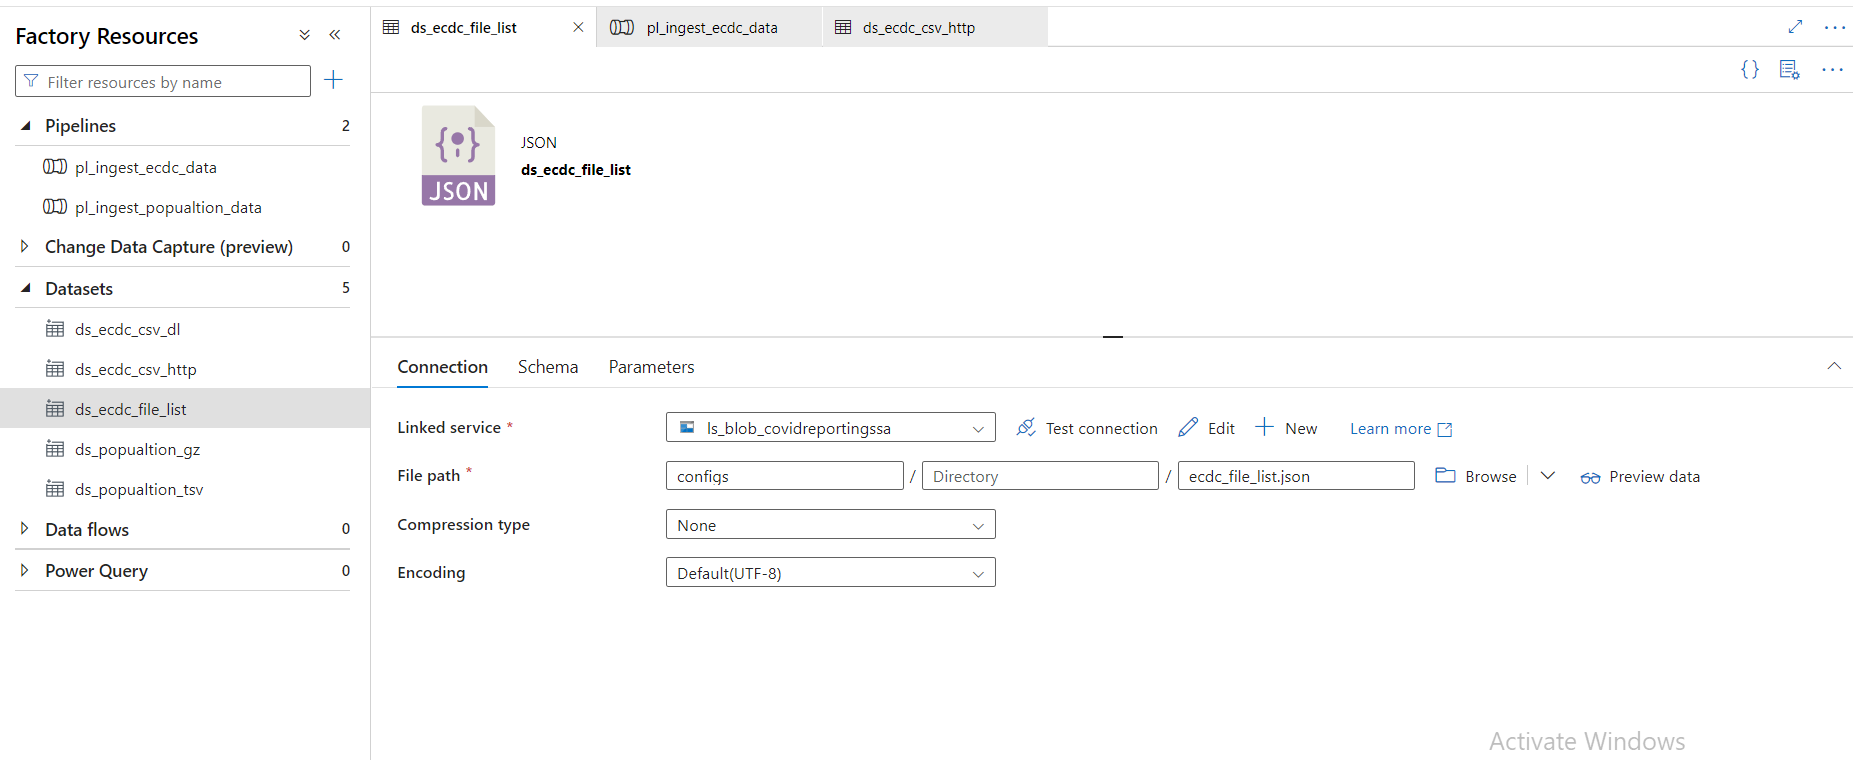 Factory Resources
Filter resources by name
Pipelines 2
pl_ingest_ecdc_data
pl_ingest_popualtion_data
Change Data Capture (preview) 0
Datasets 5
ds_ecdc_csv_dl
ds_ecdc_csv_http
ds_ecdc_file_list
ds_popualtion_gz
ds_popualtion_tsv
Data flows 0
Power Query 0
ds_ecdc_file_list pl_ingest_ecdc_data ds_ecdc_csv_http
JSON
JSON
ds_ecdc_file_list
Connection Schema Parameters
Linked service * ls_blob_covidreportingssa Test connection Edit New Learn more
File path * configs / Directory / ecdc_file_list.json Browse Preview data
Compression type None
Encoding Default(UTF-8)
Activate Windows